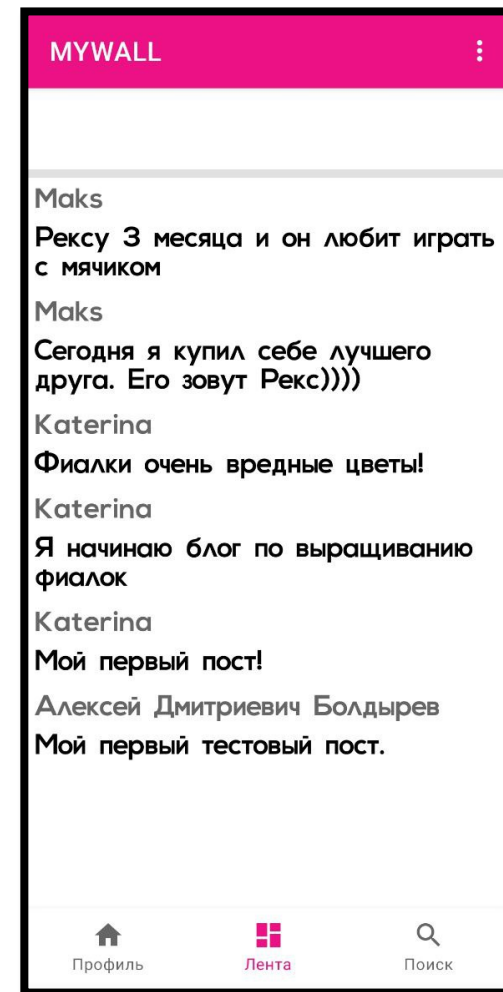 MYWALL
Maks
Рексу 3 месяца и он любит играть
с мячиком
Maks
Сегодня я купил себе лучшего
друга. Его зовут Рекс))))
Katerina
Фиалки очень вредные цветы!
Katerina
Я начинаю блог по выращиванию
фиалок
Katerina
Мой первый пост!
Алексей Дмитриевич Болдырев
Мой первый тестовый пост.
Профиль
Лента
Поиск